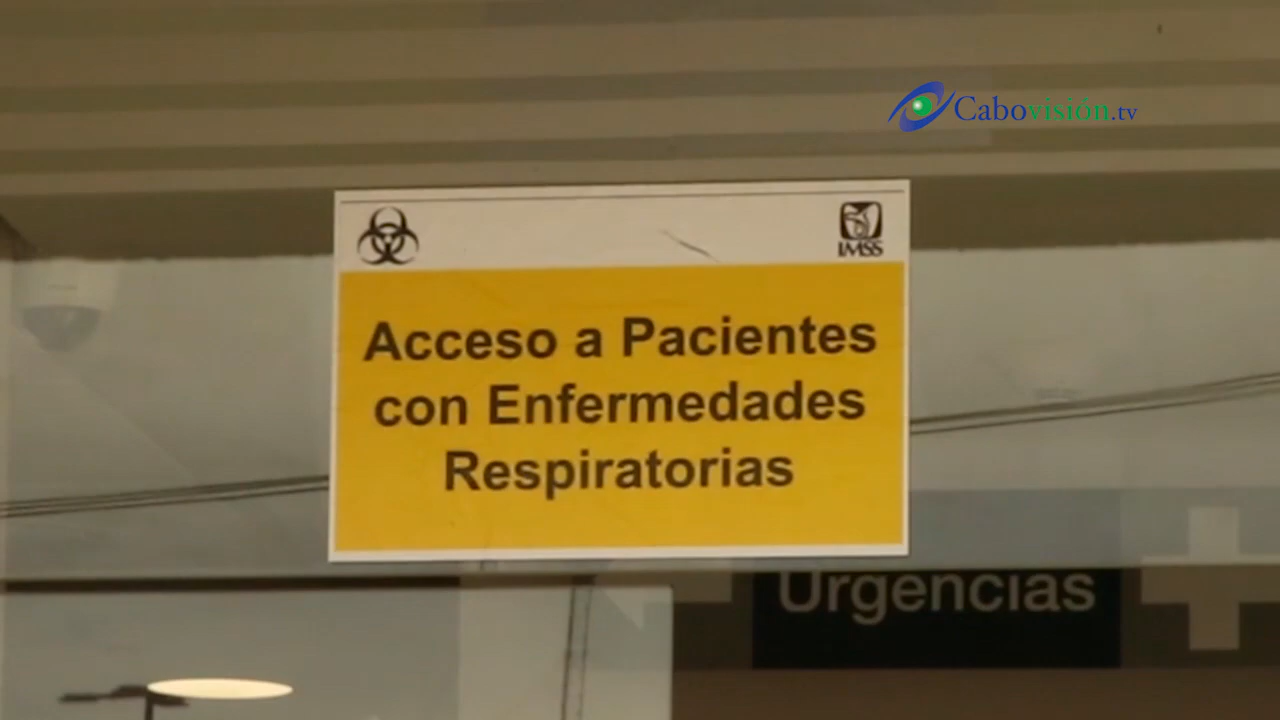 Cabovisión.tv
IMSS
Acceso a Pacientes
con Enfermedades
Respiratorias
Urgencias